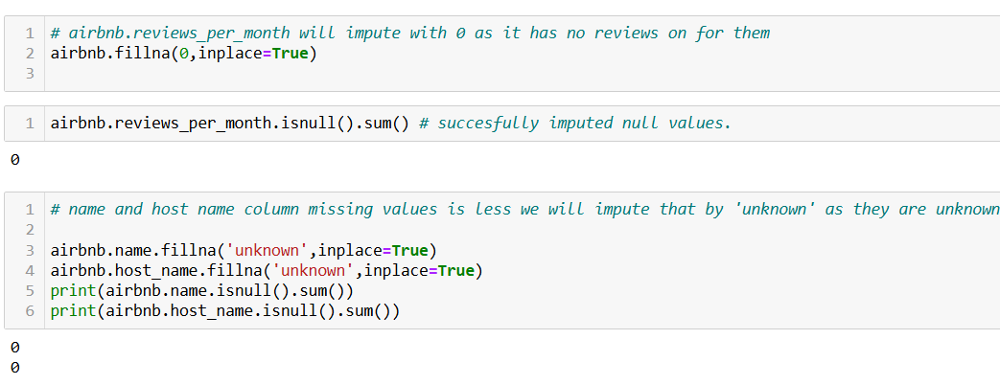 1 # airbnb.reviews_per_month will impute with 0 as it has no reviews on for them
2 airbnb.fillna(0,inplace=True)
3
1 airbnb.reviews_per_month.isnull().sum() # succesfully imputed null values.
0
1 # name and host name column missing values is less we will impute that by 'unknown' as they are unknown
2
3 airbnb.name.fillna('unknown',inplace=True)
4 airbnb.host_name.fillna('unknown',inplace=True)
5 print(airbnb.name.isnull().sum())
6 print(airbnb.host_name.isnull().sum())
0
0